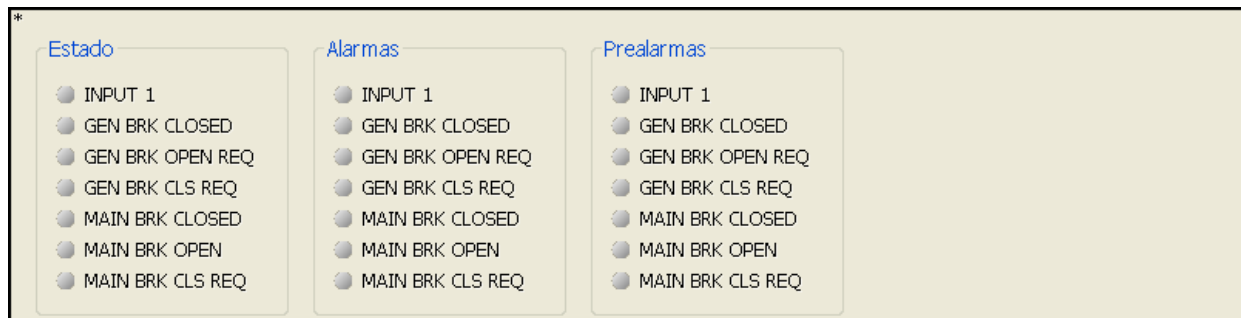 *
Estado
INPUT 1
GEN BRK CLOSED
GEN BRK OPEN REQ
GEN BRK CLS REQ
MAIN BRK CLOSED
MAIN BRK OPEN
MAIN BRK CLS REQ
Alarmas
INPUT 1
GEN BRK CLOSED
GEN BRK OPEN REQ
GEN BRK CLS REQ
MAIN BRK CLOSED
MAIN BRK OPEN
MAIN BRK CLS REQ
Prealarmas
INPUT 1
GEN BRK CLOSED
GEN BRK OPEN REQ
GEN BRK CLS REQ
MAIN BRK CLOSED
MAIN BRK OPEN
MAIN BRK CLS REQ